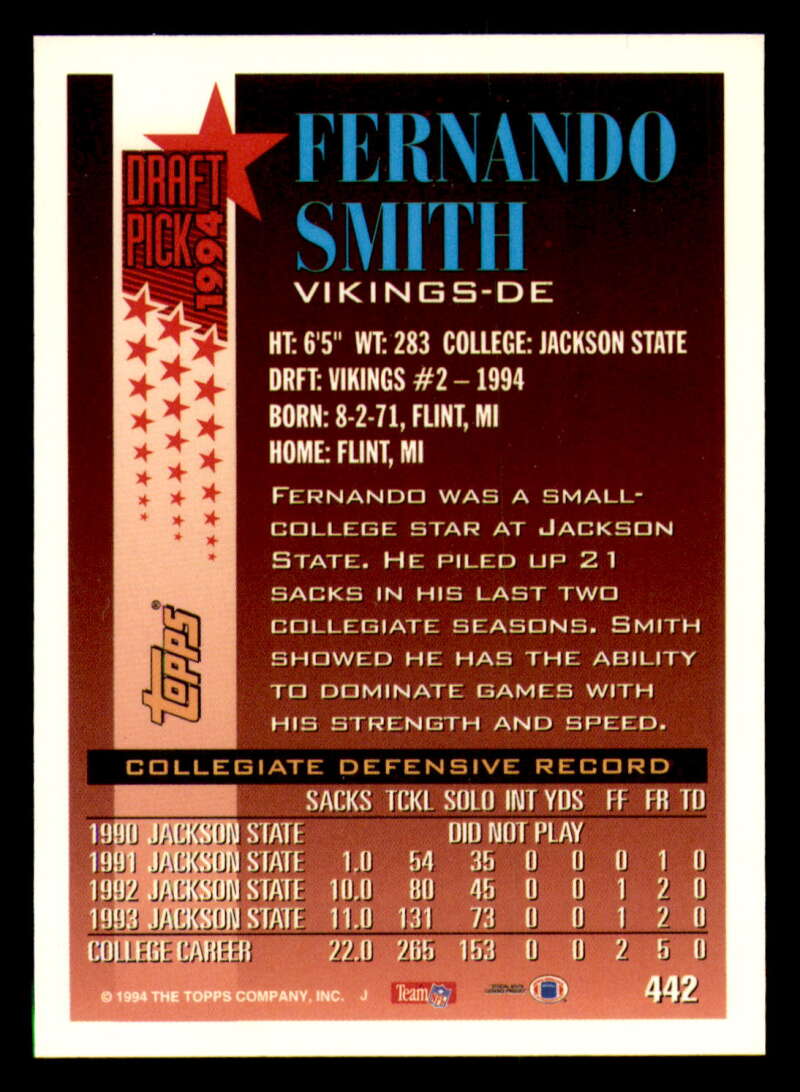 DRAFT
PICK
1994
FERNANDO
SMITH
VIKINGS-DE
HT: 6'5" WT: 283 COLLEGE: JACKSON STATE
DRFT: VIKINGS #2 – 1994
BORN: 8-2-71, FLINT, MI
HOME: FLINT, MI
FERNANDO WAS A SMALL-
COLLEGE STAR AT JACKSON
STATE. HE PILED UP 21
SACKS IN HIS LAST TWO
COLLEGIATE SEASONS. SMITH
SHOWED HE HAS THE ABILITY
TO DOMINATE GAMES WITH
HIS STRENGTH AND SPEED.
TOPPS®
COLLEGIATE DEFENSIVE RECORD
SACKS TCKL SOLO INT YDS FF FR TD
1990 JACKSON STATE DID NOT PLAY
1991 JACKSON STATE 1.0 54 35 0 0 0 1 0
1992 JACKSON STATE 10.0 80 45 0 0 1 2 0
1993 JACKSON STATE 11.0 131 73 0 0 1 2 0
COLLEGE CAREER 22.0 265 153 0 0 2 5 0
© 1994 THE TOPPS COMPANY, INC. J Team NFL 442